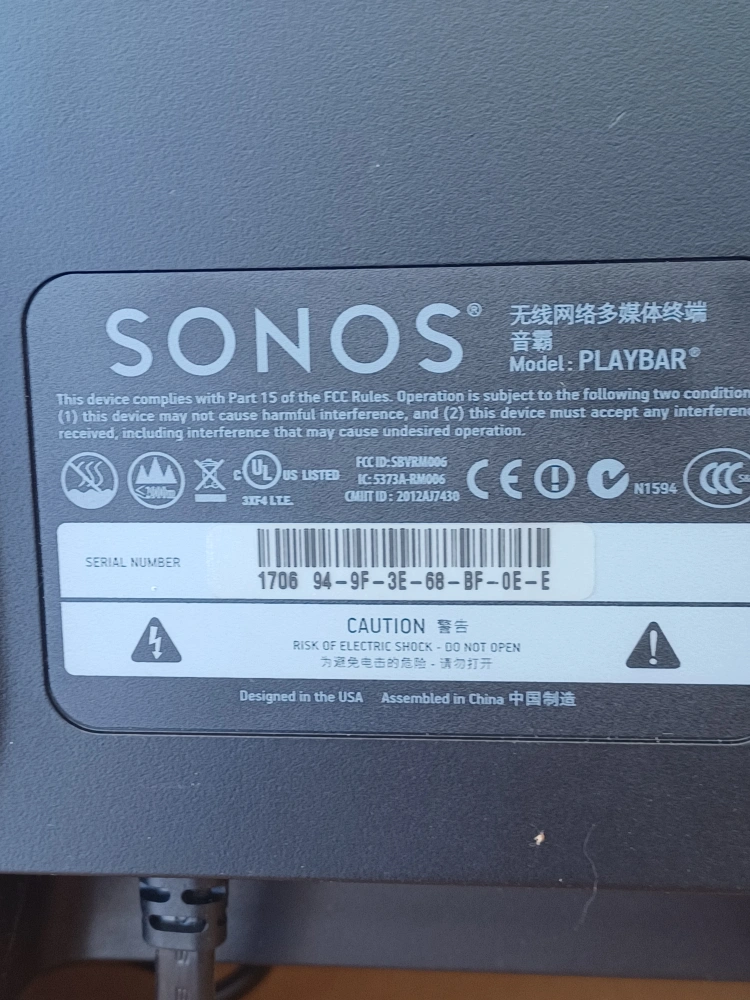 SONOS®
无线网络多媒体终端
音霸
Model: PLAYBAR®
This device complies with Part 15 of the FCC Rules. Operation is subject to the following two condition
(1) this device may not cause harmful interference, and (2) this device must accept any interferenc
received, including interference that may cause undesired operation.
≤2000m
C UL US LISTED
3XF4 I.T.E.
FCC ID:SBVRM006
IC:5373A-RM006
CMIIT ID: 2012AJ7430
CE
N1594
CCC
SERIAL NUMBER
1706 94-9F-3E-68-BF-0E-E
CAUTION 警告
RISK OF ELECTRIC SHOCK - DO NOT OPEN
为避免电击的危险 - 请勿打开
Designed in the USA Assembled in China 中国制造